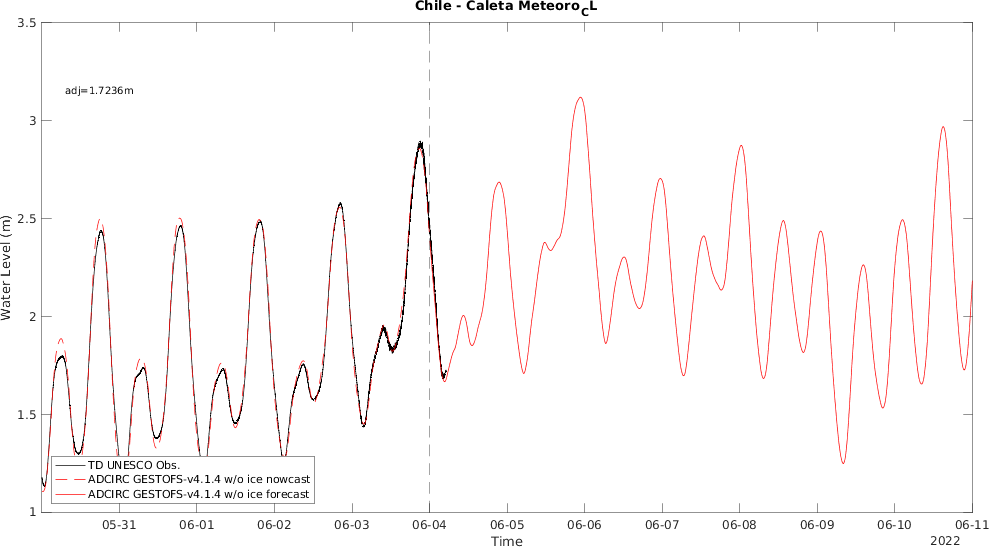 Chile - Caleta Meteoro_CL
3.5
adj=1.7236m
3
2.5
Water Level (m)
2
1.5
TD UNESCO Obs.
ADCIRC GESTOFS-v4.1.4 w/o ice nowcast
ADCIRC GESTOFS-v4.1.4 w/o ice forecast
1
05-31 06-01 06-02 06-03 06-04 06-05 06-06 06-07 06-08 06-09 06-10 06-11
Time
2022